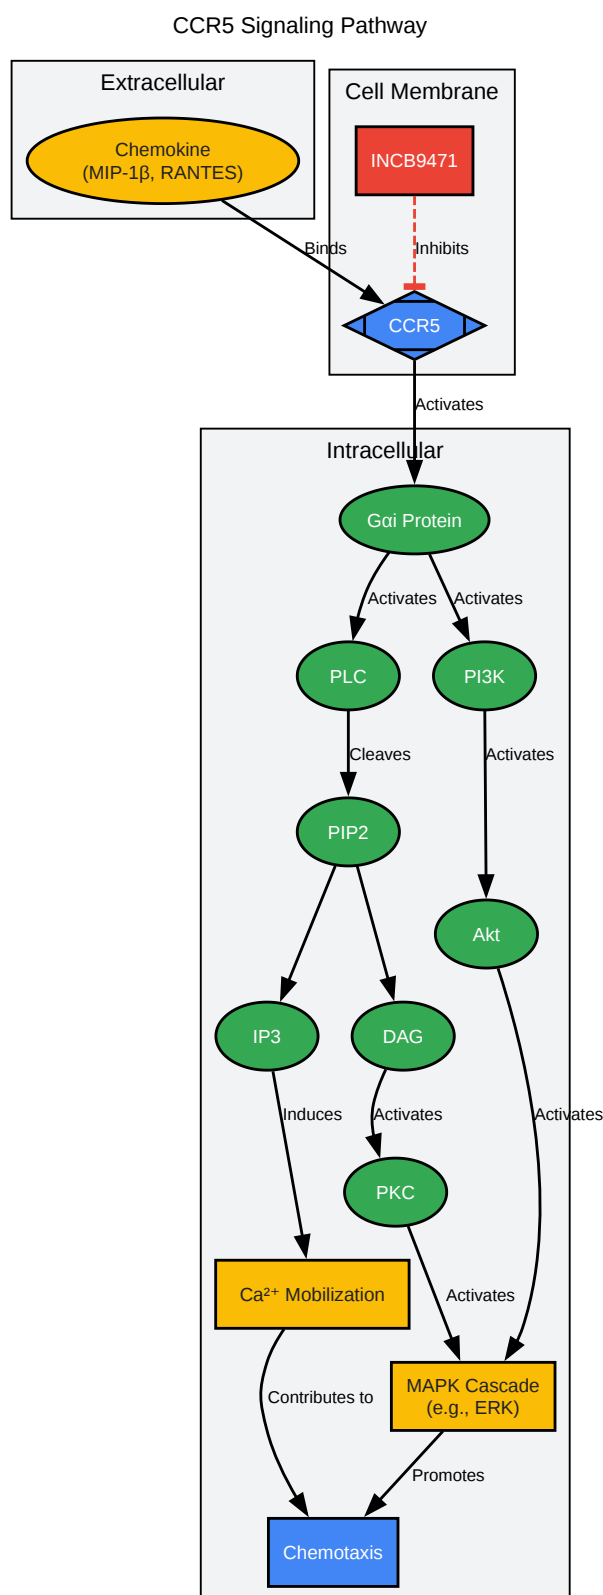 CCR5 Signaling Pathway
Extracellular
Cell Membrane
Chemokine
(MIP-1β, RANTES)
INCB9471
Binds
Inhibits
CCR5
Activates
Intracellular
Gαi Protein
Activates
Activates
PLC
PI3K
Cleaves
Activates
PIP2
Akt
IP3
DAG
Induces
Activates
Activates
PKC
Ca²⁺ Mobilization
Activates
MAPK Cascade
(e.g., ERK)
Contributes to
Promotes
Chemotaxis